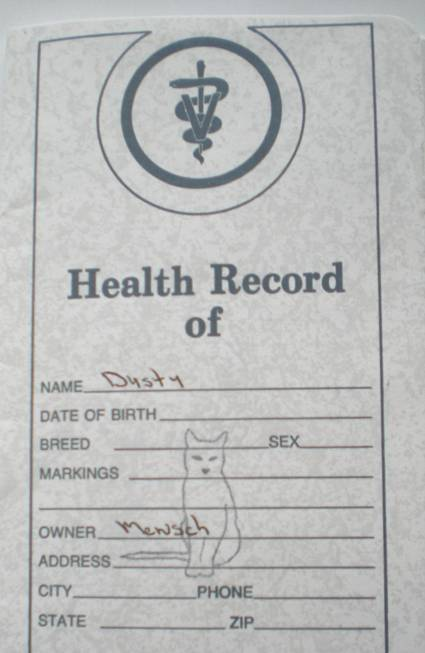 V
Health Record
of
NAME Dusty
DATE OF BIRTH
BREED SEX
MARKINGS
OWNER Mensch
ADDRESS
CITY PHONE
STATE ZIP